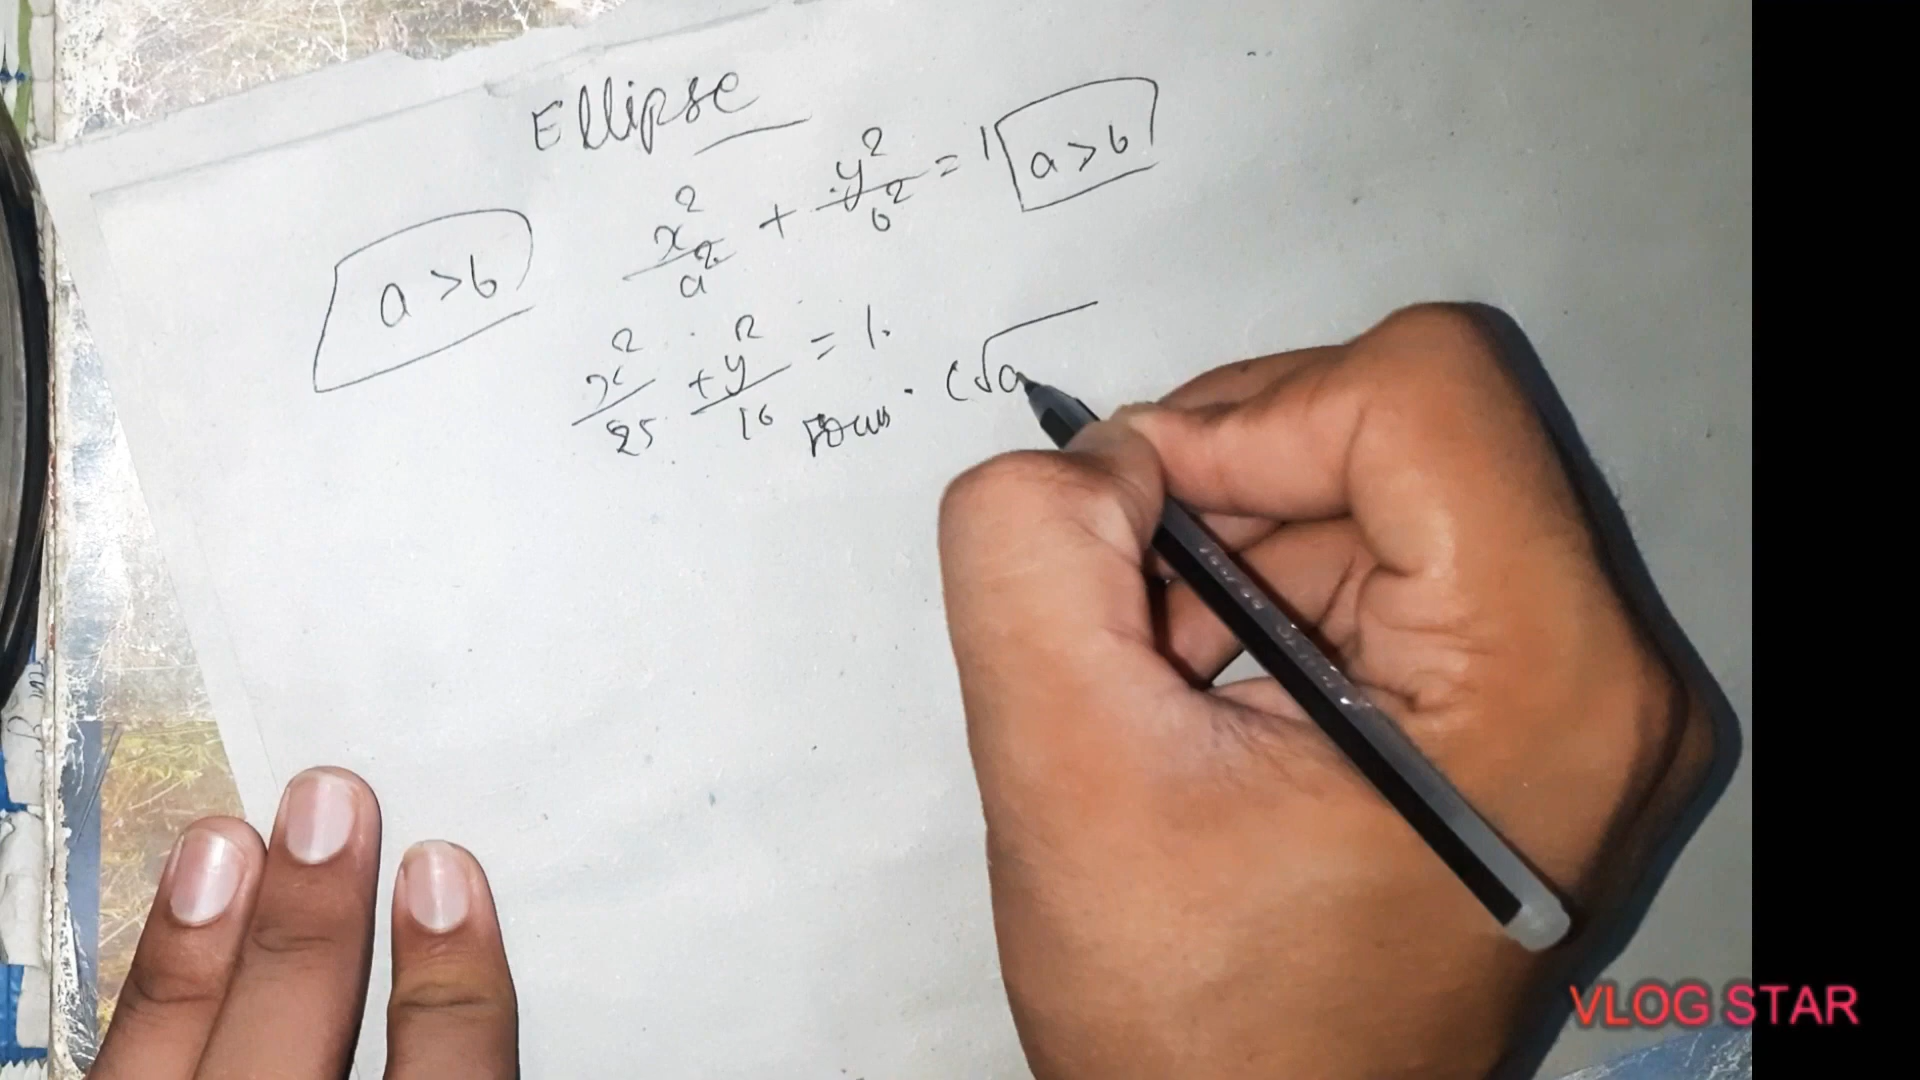 Ellipse
x²/a² + y²/b² = 1 a > b
a > b
x²/25 + y²/16 = 1.
Focus . (√a
VLOG STAR